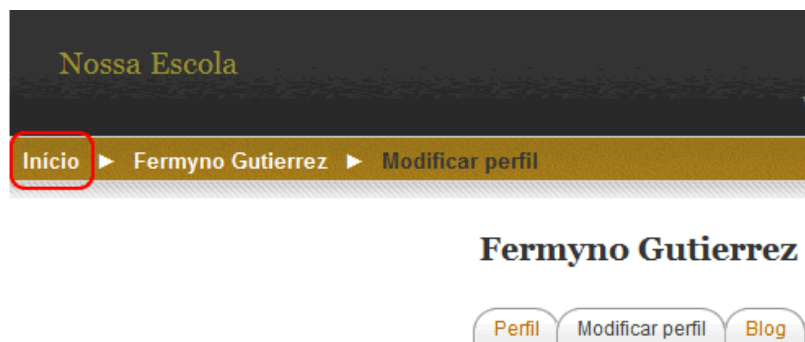 Nossa Escola
Início ► Fermyno Gutierrez ► Modificar perfil
Fermyno Gutierrez
Perfil Modificar perfil Blog